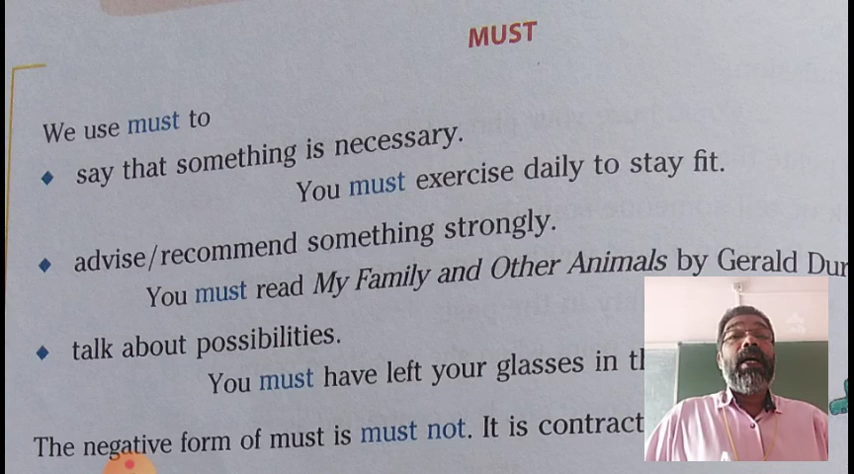 MUST
We use must to
◆ say that something is necessary.
You must exercise daily to stay fit.
◆ advise/recommend something strongly.
You must read My Family and Other Animals by Gerald
◆ talk about possibilities.
You must have left your glasses in
The negative form of must is must not. It is